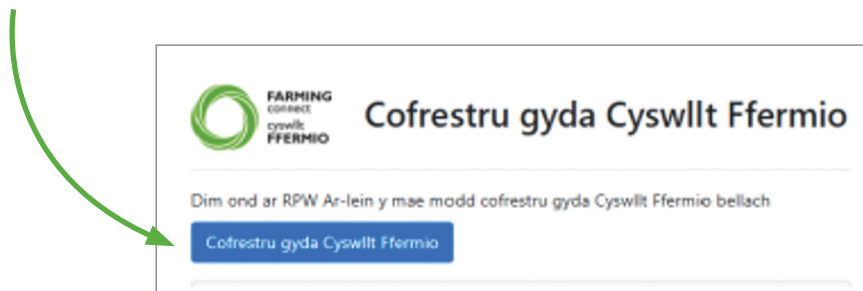 FARMING
connect
cyswllt
FFERMIO
Cofrestru gyda Cyswllt Ffermio
Dim ond ar RPW Ar-lein y mae modd cofrestru gyda Cyswllt Ffermio bellach
Cofrestru gyda Cyswllt Ffermio